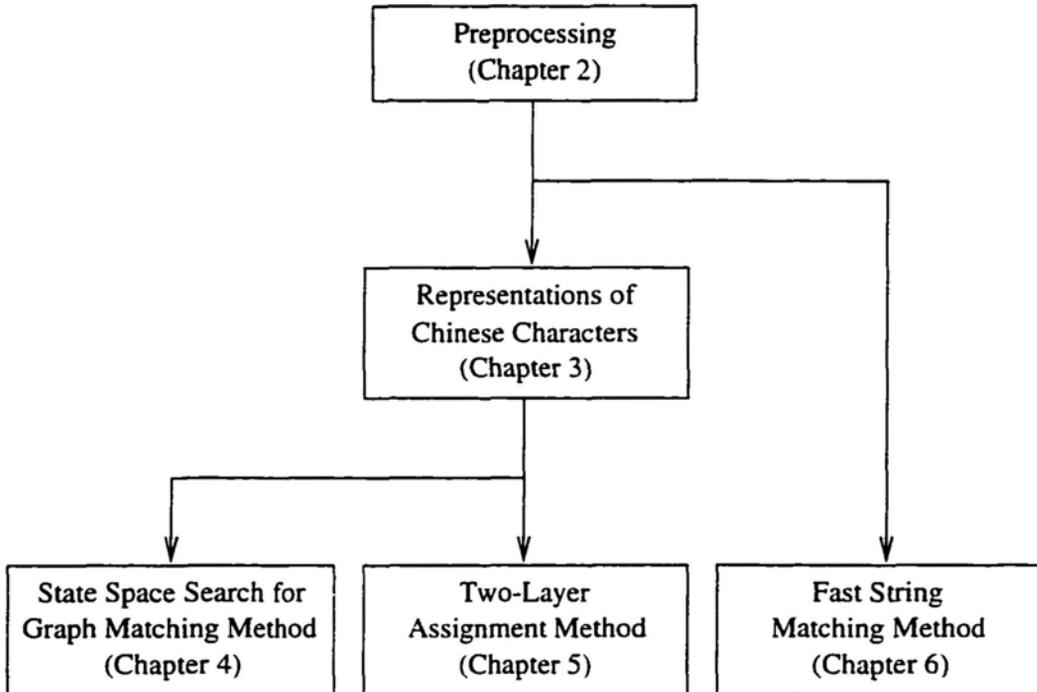 Preprocessing
(Chapter 2)
Representations of
Chinese Characters
(Chapter 3)
State Space Search for
Graph Matching Method
(Chapter 4)
Two-Layer
Assignment Method
(Chapter 5)
Fast String
Matching Method
(Chapter 6)